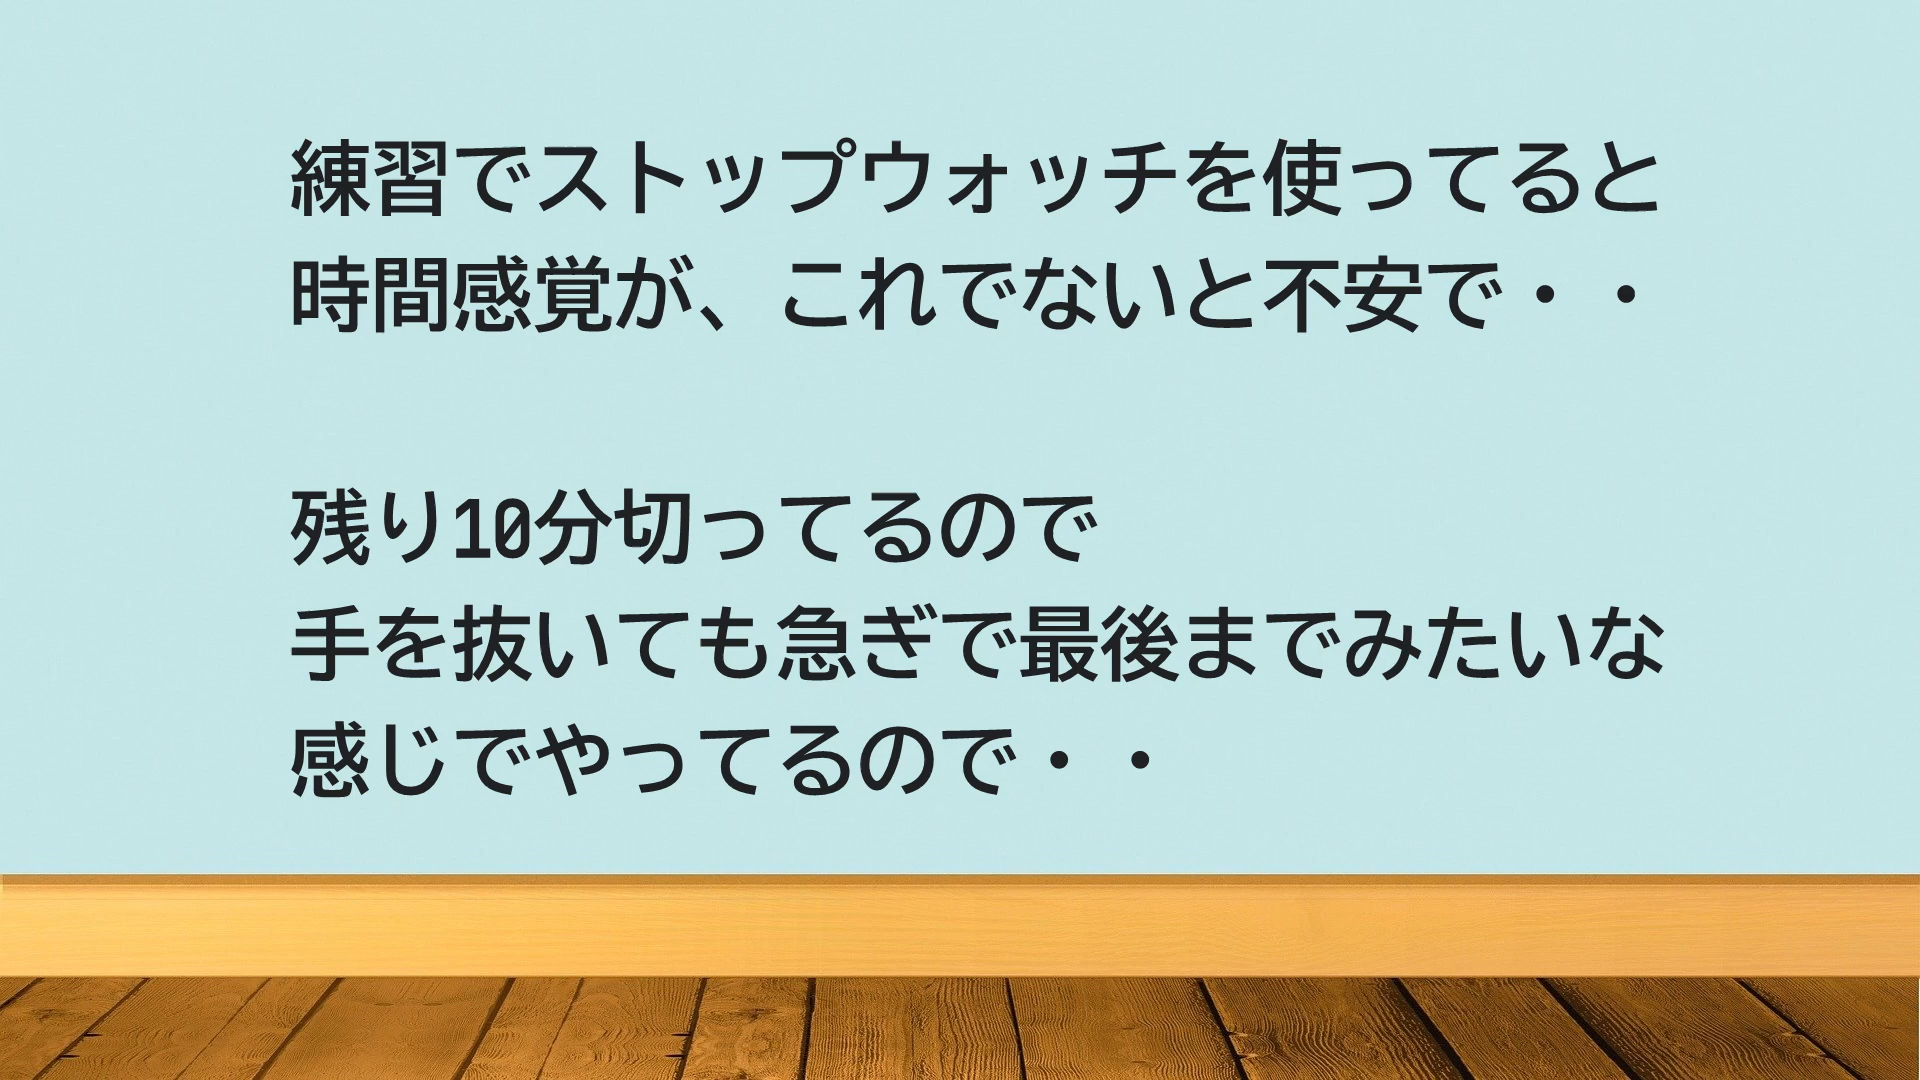 練習でストップウォッチを使ってると
時間感覚が、これでないと不安で・・
残り10分切ってるので
手を抜いても急ぎで最後までみたいな
感じでやってるので・・